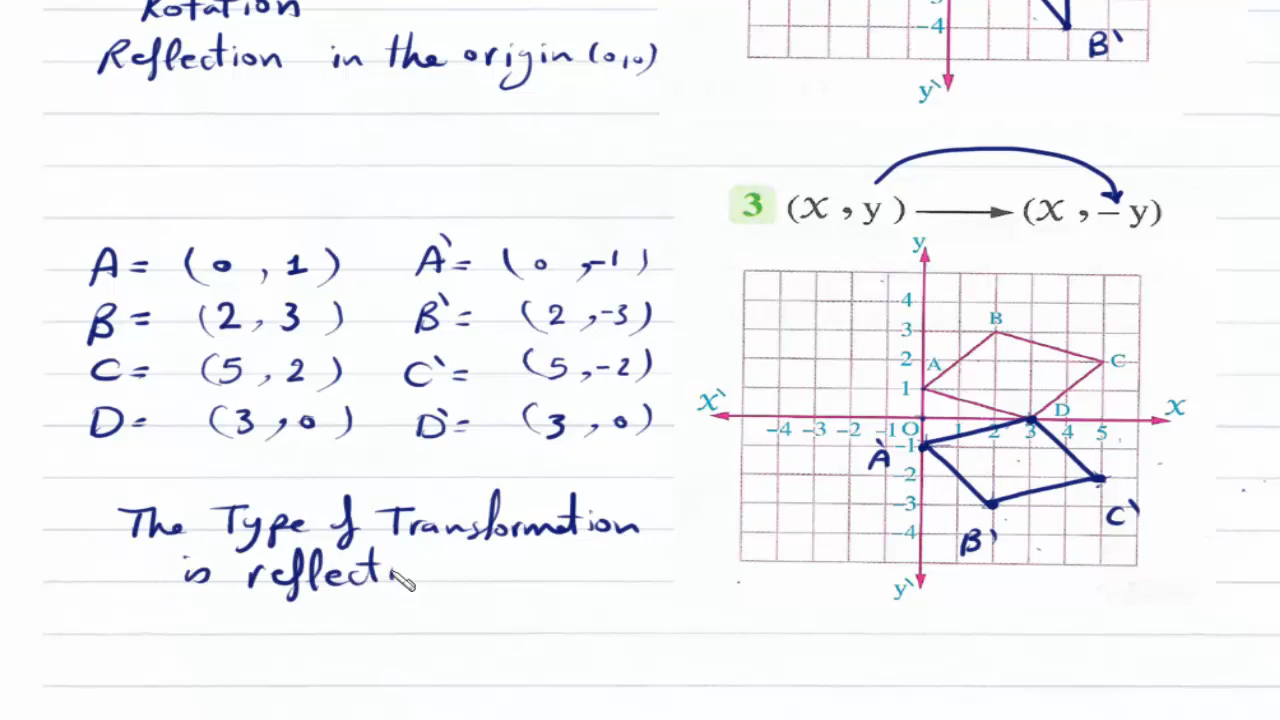 Rotation
Reflection in the origin (0,0)
-4
B`
y`
3 (X , y) → (X , - y)
A = (0 , 1) A` = (0 , -1)
B = (2 , 3) B` = (2 , -3)
C = (5 , 2) C` = (5 , -2)
D = (3 , 0) D` = (3 , 0)
The Type of Transformation
is reflect
y
4
3 B
2 A C
1
X` X
-4 -3 -2 -1 O 1 2 3 4 5 D
-1 A`
-2
-3 C`
-4 B`
y`